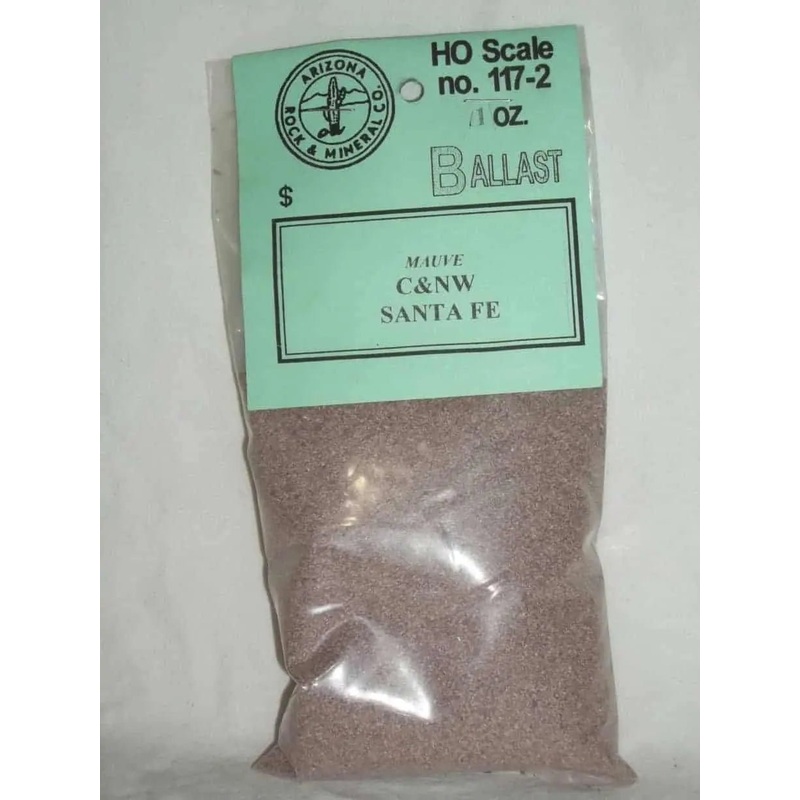 ARIZONA
ROCK & MINERAL CO.
HO Scale
no. 117-2
OZ.
BALLAST
$
MAUVE
C&NW
SANTA FE